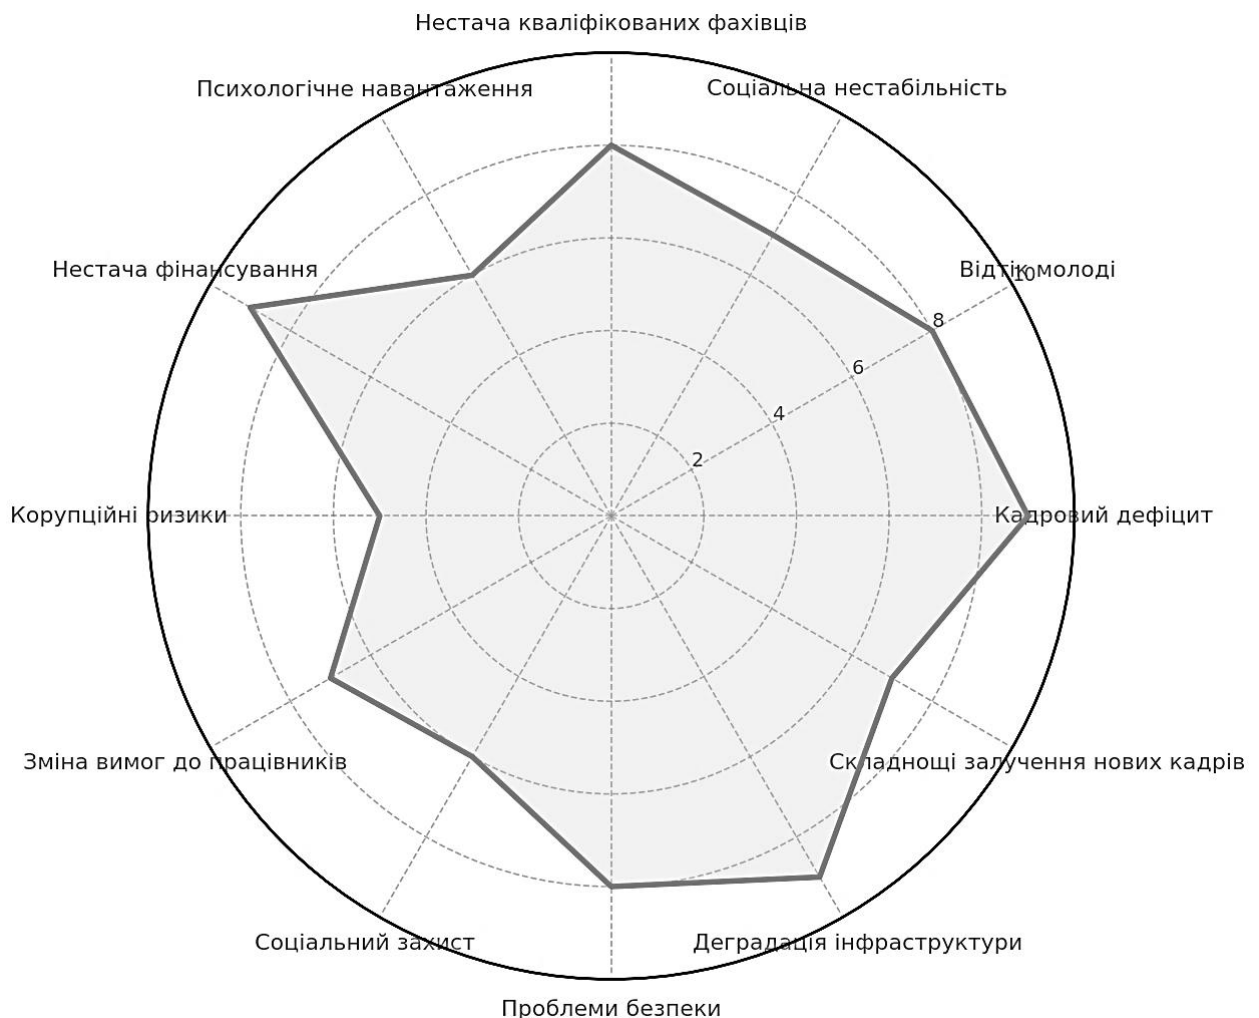 Нестача кваліфікованих фахівців
Психологічне навантаження
Соціальна нестабільність
Нестача фінансування
Відтік молоді
10
8
6
4
2
Корупційні ризики
Кадровий дефіцит
Зміна вимог до працівників
Складнощі залучення нових кадрів
Соціальний захист
Деградація інфраструктури
Проблеми безпеки